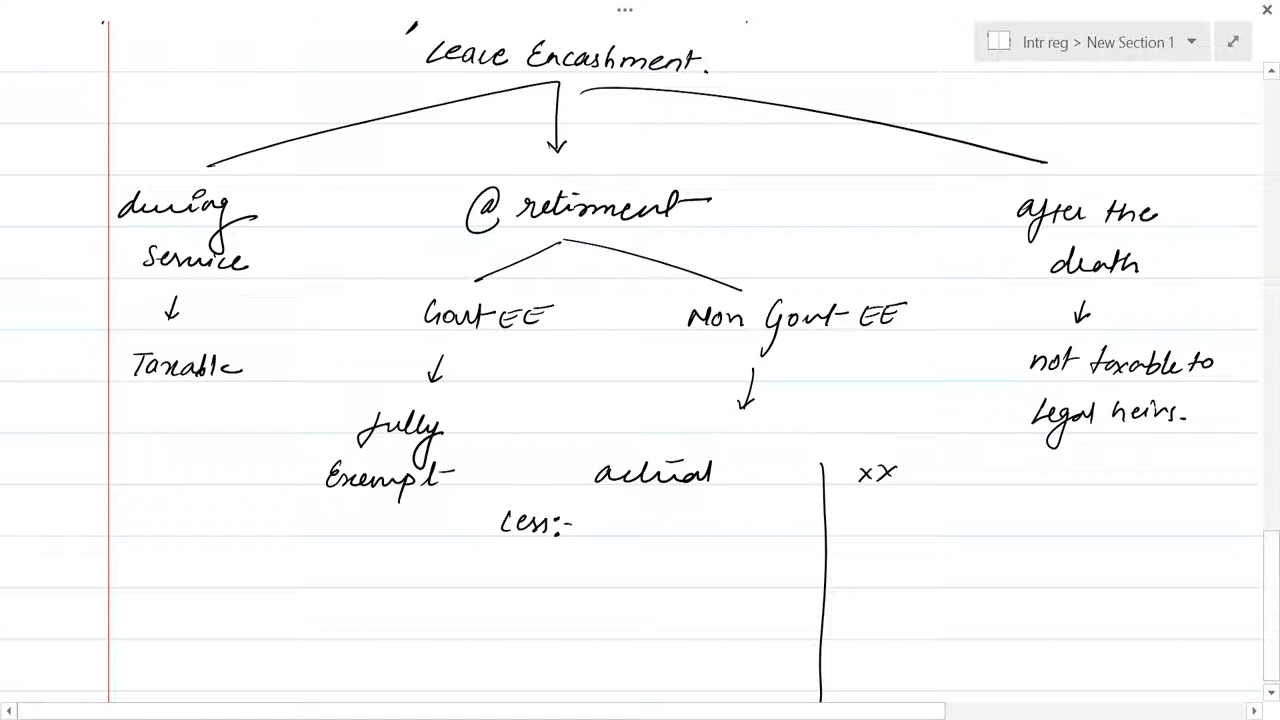 Intr reg > New Section 1
Leave Encashment.
during service
Taxable
@ retirment
Govt EE
fully Exempt
Non Govt EE
actual xx
Less:-
after the death
not taxable to Legal heirs.